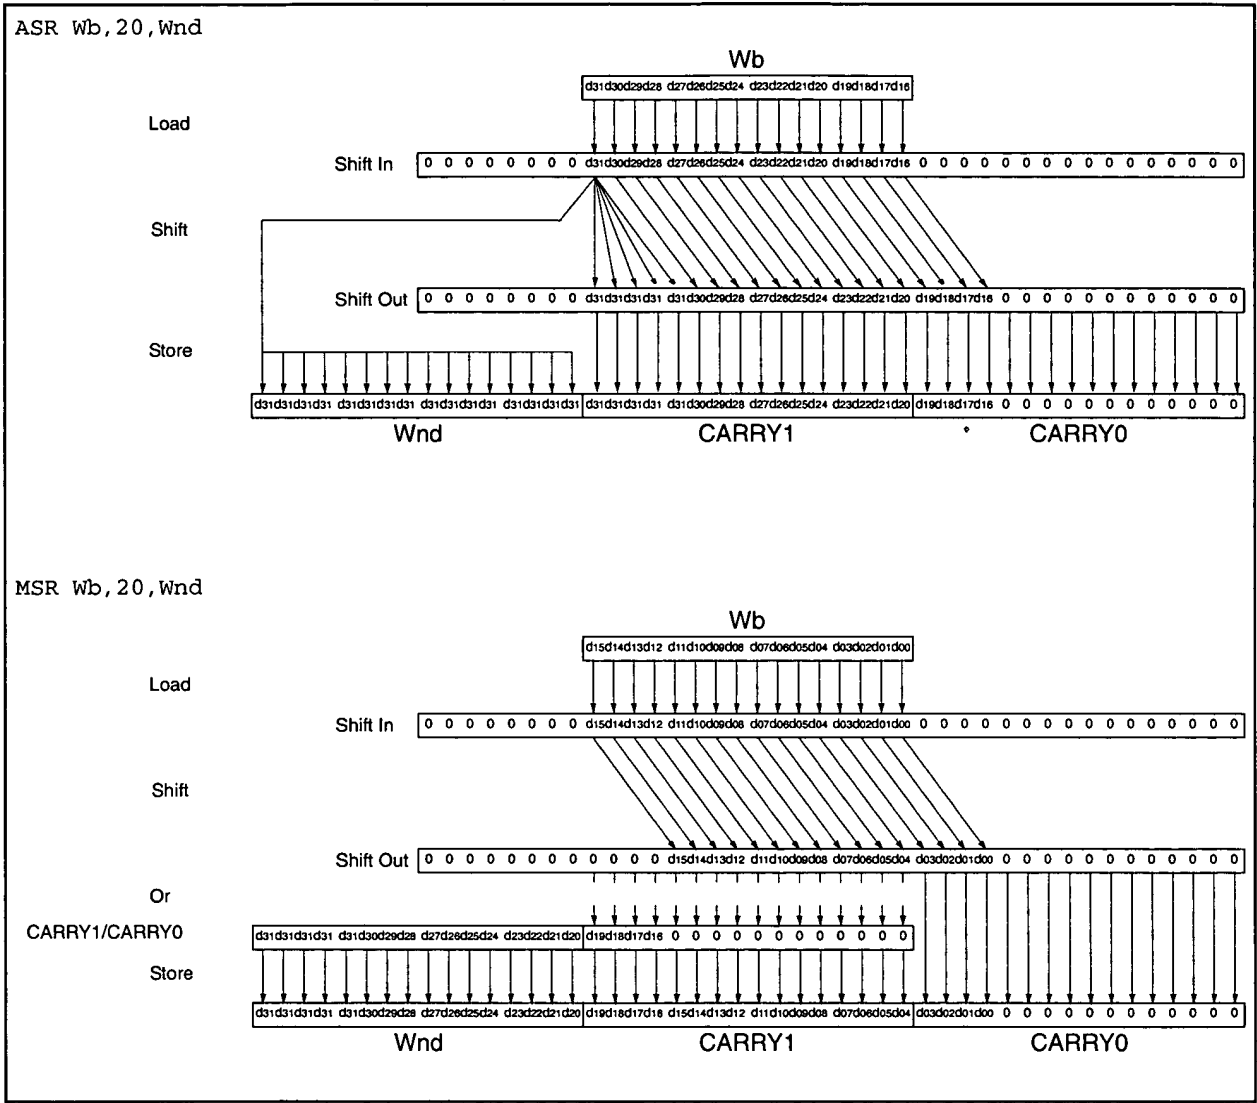 ASR Wb,20,Wnd
Wb
d31d30d29d28 d27d26d25d24 d23d22d21d20 d19d18d17d16
Load
Shift In 0 0 0 0 0 0 0 0 d31d30d29d28 d27d26d25d24 d23d22d21d20 d19d18d17d16 0 0 0 0 0 0 0 0 0 0 0 0 0 0 0 0
Shift
Shift Out 0 0 0 0 0 0 0 0 d31d31d31d31 d31d30d29d28 d27d26d25d24 d23d22d21d20 d19d18d17d16 0 0 0 0 0 0 0 0 0 0 0 0
Store
d31d31d31d31 d31d31d31d31 d31d31d31d31 d31d31d31d31 d31d31d31d31 d31d30d29d28 d27d26d25d24 d23d22d21d20 d19d18d17d16 0 0 0 0 0 0 0 0 0 0 0 0
Wnd CARRY1 CARRY0
MSR Wb,20,Wnd
Wb
d15d14d13d12 d11d10d09d08 d07d06d05d04 d03d02d01d00
Load
Shift In 0 0 0 0 0 0 0 0 d15d14d13d12 d11d10d09d08 d07d06d05d04 d03d02d01d00 0 0 0 0 0 0 0 0 0 0 0 0 0 0 0 0
Shift
Shift Out 0 0 0 0 0 0 0 0 0 0 0 0 d15d14d13d12 d11d10d09d08 d07d06d05d04 d03d02d01d00 0 0 0 0 0 0 0 0 0 0 0 0
Or
CARRY1/CARRY0 d31d31d31d31 d31d30d29d28 d27d26d25d24 d23d22d21d20 d19d18d17d16 0 0 0 0 0 0 0 0 0 0 0 0
Store
d31d31d31d31 d31d30d29d28 d27d26d25d24 d23d22d21d20 d19d18d17d16 d15d14d13d12 d11d10d09d08 d07d06d05d04 d03d02d01d00 0 0 0 0 0 0 0 0 0 0 0 0
Wnd CARRY1 CARRY0